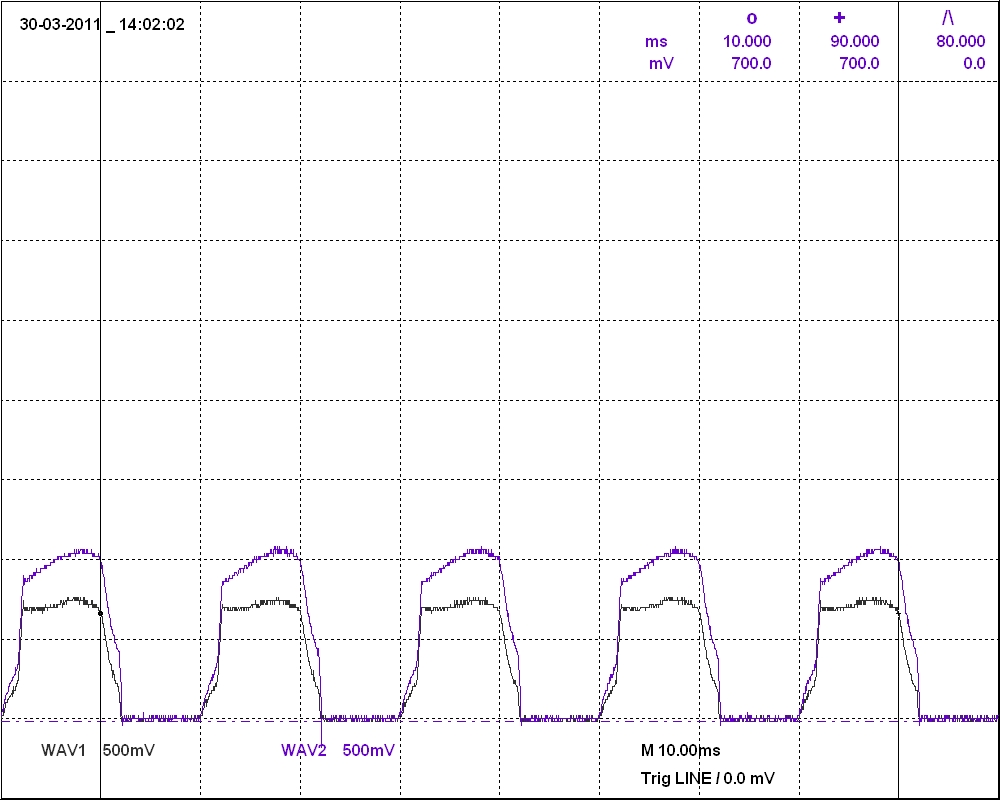 30-03-2011 _ 14:02:02
o + /\
ms 10.000 90.000 80.000
mV 700.0 700.0 0.0
WAV1 500mV WAV2 500mV M 10.00ms
Trig LINE / 0.0 mV